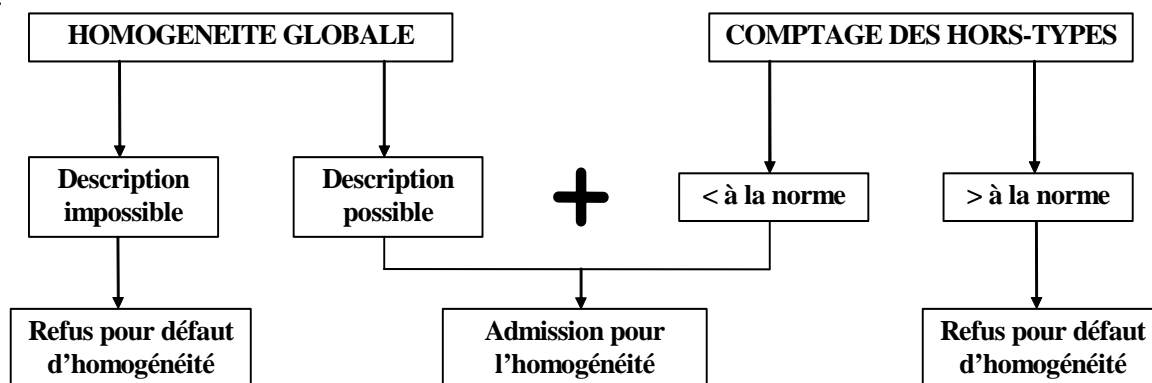 HOMOGENEITE GLOBALE
COMPTAGE DES HORS-TYPES
Description
impossible
Description
possible
+
< à la norme
> à la norme
Refus pour défaut
d’homogénéité
Admission pour
l’homogénéité
Refus pour défaut
d’homogénéité